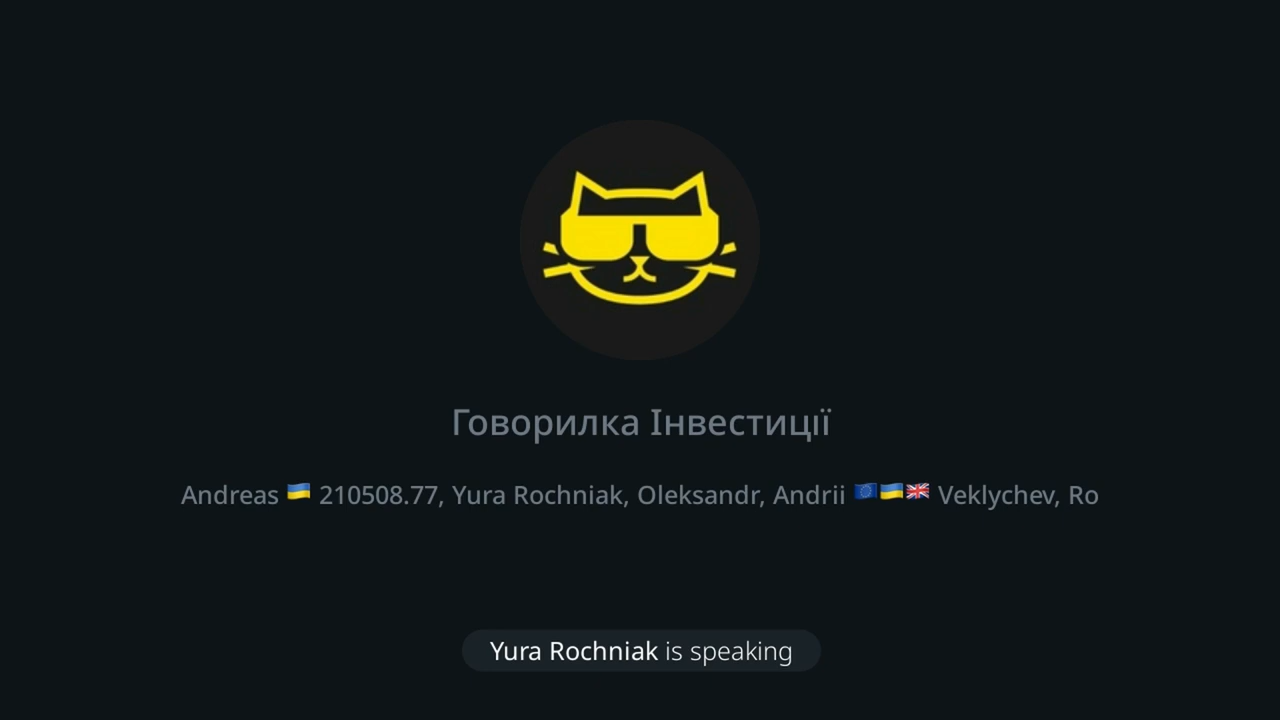 Говорилка Інвестиції
Andreas 🇺🇦 210508.77, Yura Rochniak, Oleksandr, Andrii 🇪🇺🇺🇦🇬🇧 Veklychev, Ro
Yura Rochniak is speaking